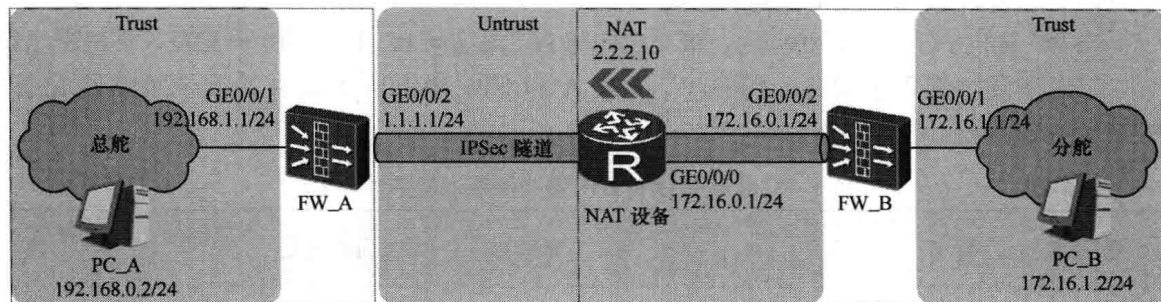 Trust
Untrust
NAT
2.2.2.10
Trust
GE0/0/1
192.168.1.1/24
GE0/0/2
1.1.1.1/24
GE0/0/2
172.16.0.1/24
GE0/0/1
172.16.1.1/24
总舵
IPSec 隧道
R
分舵
FW_A
GE0/0/0
172.16.0.1/24
NAT 设备
FW_B
PC_A
192.168.0.2/24
PC_B
172.16.1.2/24